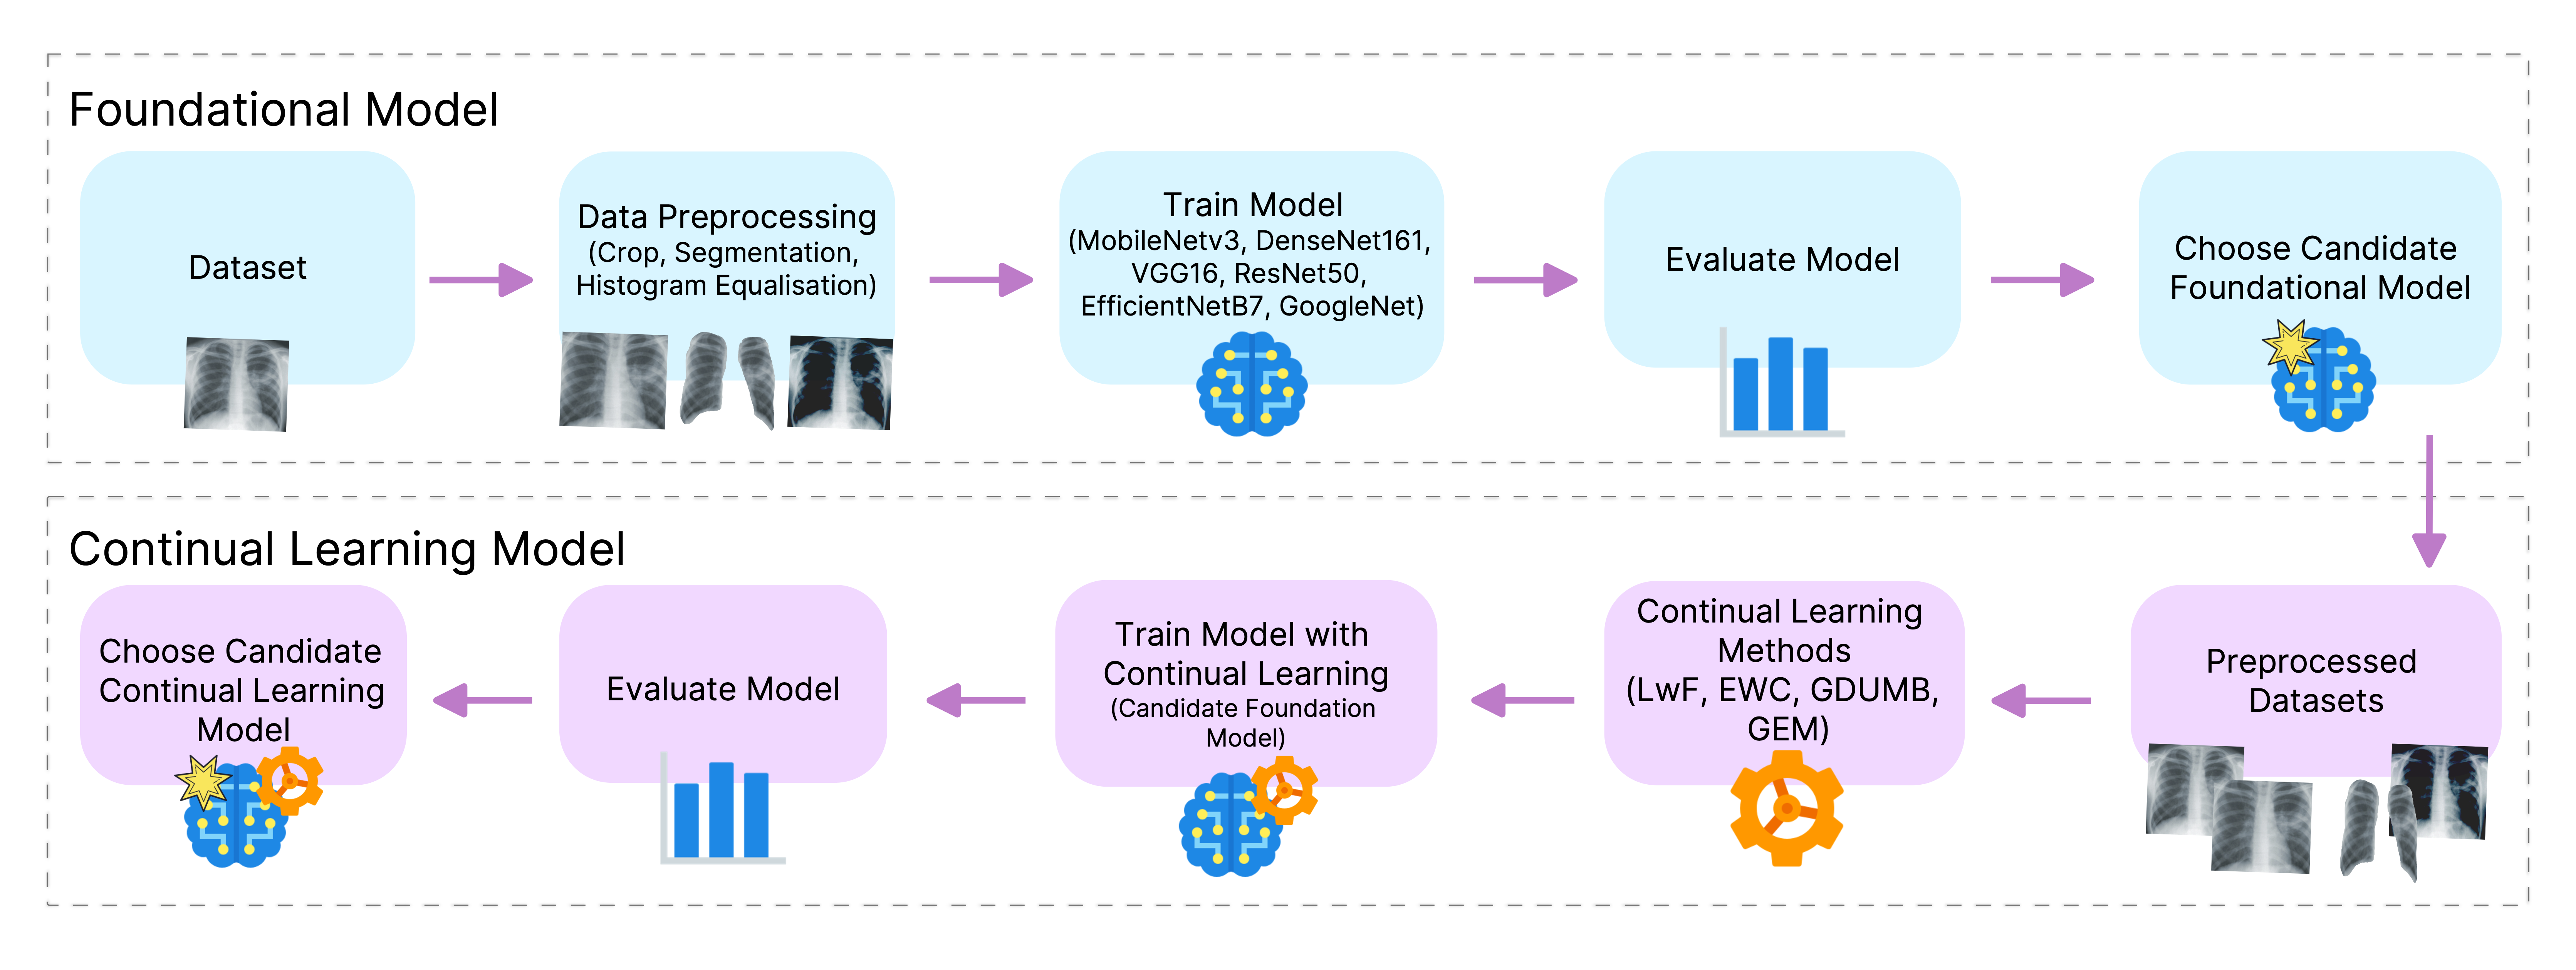 Foundational Model
Dataset
Data Preprocessing
(Crop, Segmentation,
Histogram Equalisation)
Train Model
(MobileNetv3, DenseNet161,
VGG16, ResNet50,
EfficientNetB7, GoogleNet)
Evaluate Model
Choose Candidate
Foundational Model
Continual Learning Model
Choose Candidate
Continual Learning
Model
Evaluate Model
Train Model with
Continual Learning
(Candidate Foundation
Model)
Continual Learning
Methods
(LwF, EWC, GDUMB,
GEM)
Preprocessed
Datasets